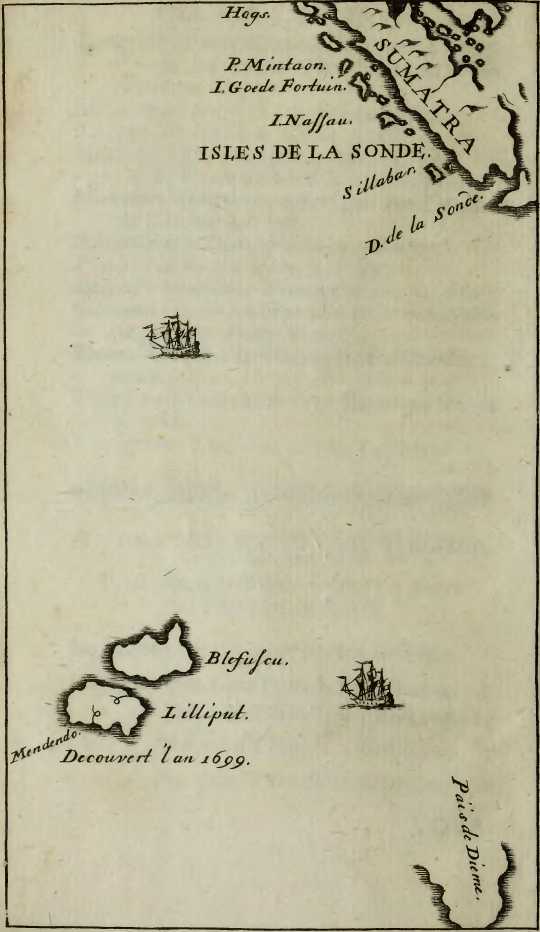 Hogs.
P. Mintaon.
I. Goede Fortuin.
I. Naſſau.
SUMATRA
ISLES DE LA SONDE.
Sillabar.
D. de la Sonde.
Blefuſcu.
Lilliput.
Mendendo.
Decouvert l'an 1699.
Païs de Dieme.